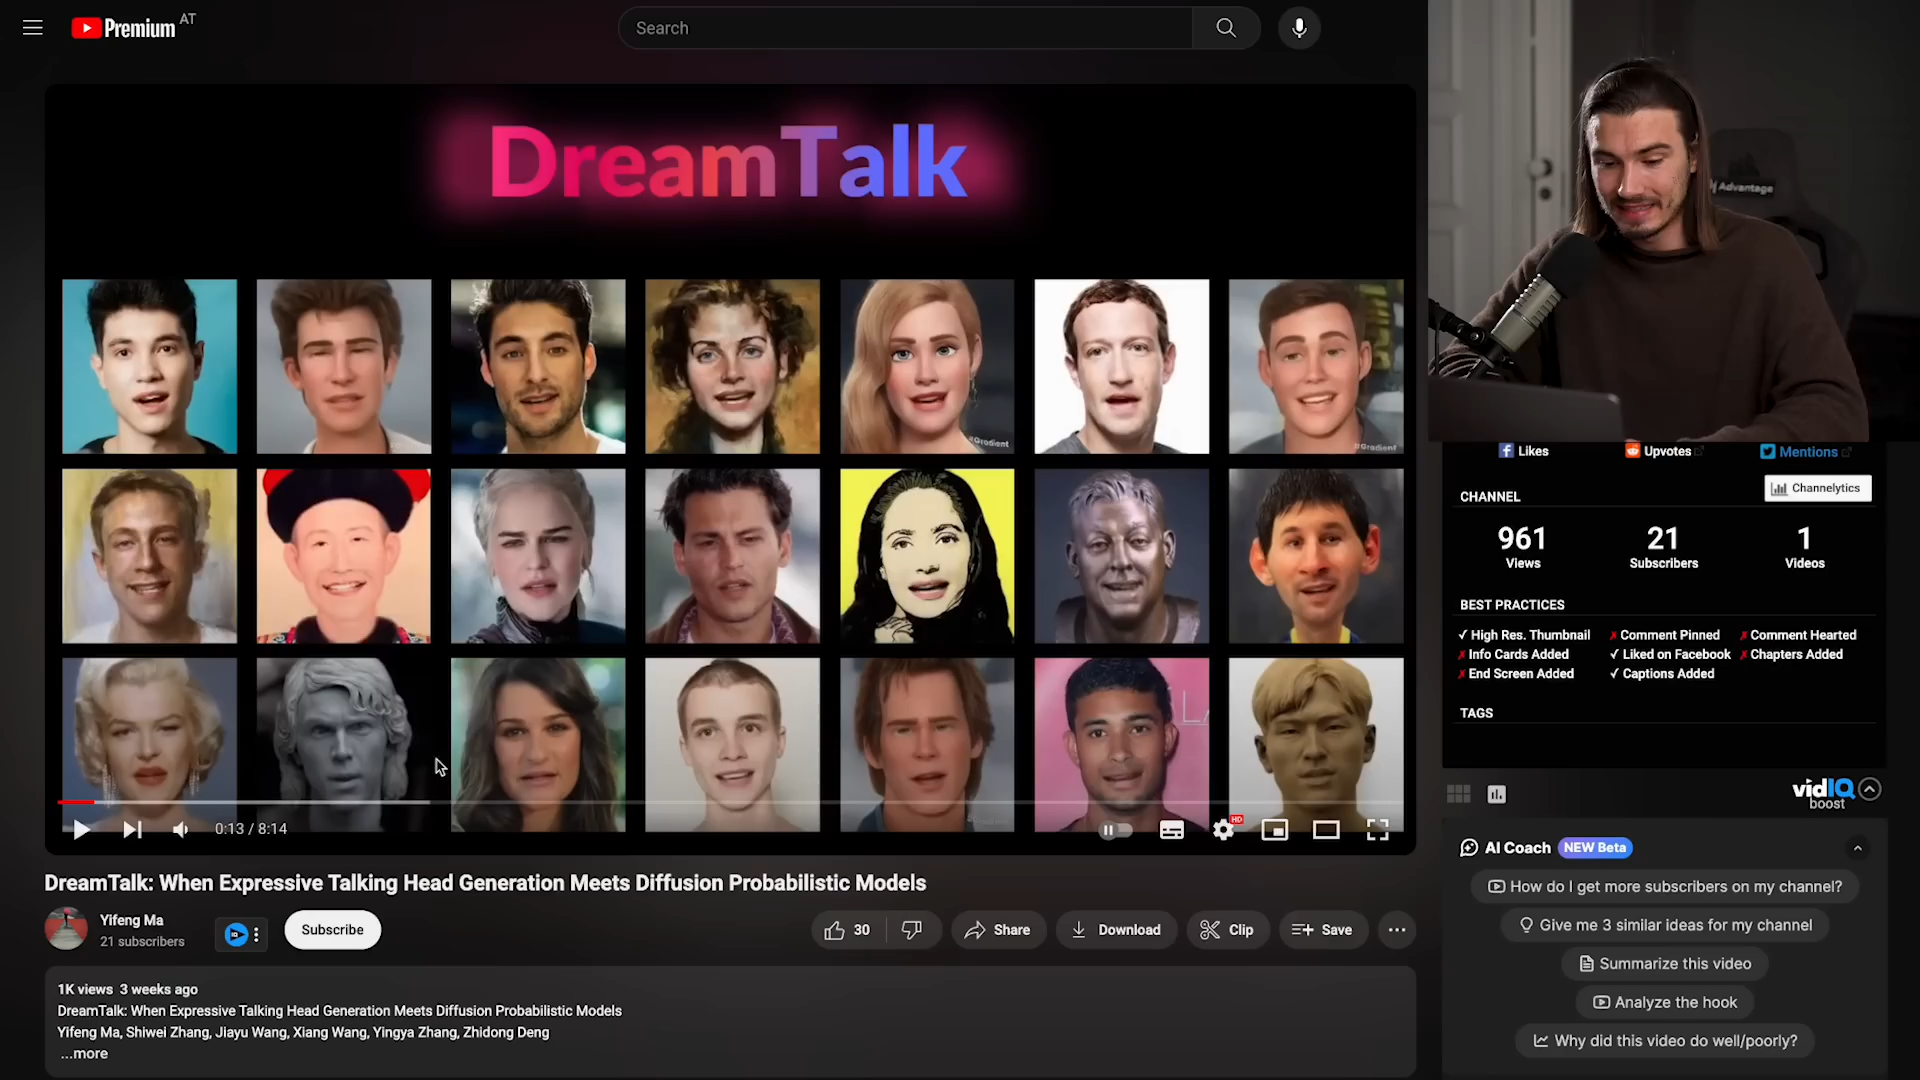 Premium AT
Search
DreamTalk
#Gradient
#Gradient
LA
Advantage
0:13 / 8:14
HD
DreamTalk: When Expressive Talking Head Generation Meets Diffusion Probabilistic Models
Yifeng Ma
21 subscribers
IQ
Subscribe
30
Share
Download
Clip
Save
1K views 3 weeks ago
DreamTalk: When Expressive Talking Head Generation Meets Diffusion Probabilistic Models
Yifeng Ma, Shiwei Zhang, Jiayu Wang, Xiang Wang, Yingya Zhang, Zhidong Deng
...more
Likes
Upvotes
Mentions
CHANNEL
Channelytics
961
21
1
Views
Subscribers
Videos
BEST PRACTICES
✓ High Res. Thumbnail
✗ Comment Pinned
✗ Comment Hearted
✗ Info Cards Added
✓ Liked on Facebook
✗ Chapters Added
✗ End Screen Added
✓ Captions Added
TAGS
vidIQ
boost
AI Coach NEW Beta
How do I get more subscribers on my channel?
Give me 3 similar ideas for my channel
Summarize this video
Analyze the hook
Why did this video do well/poorly?